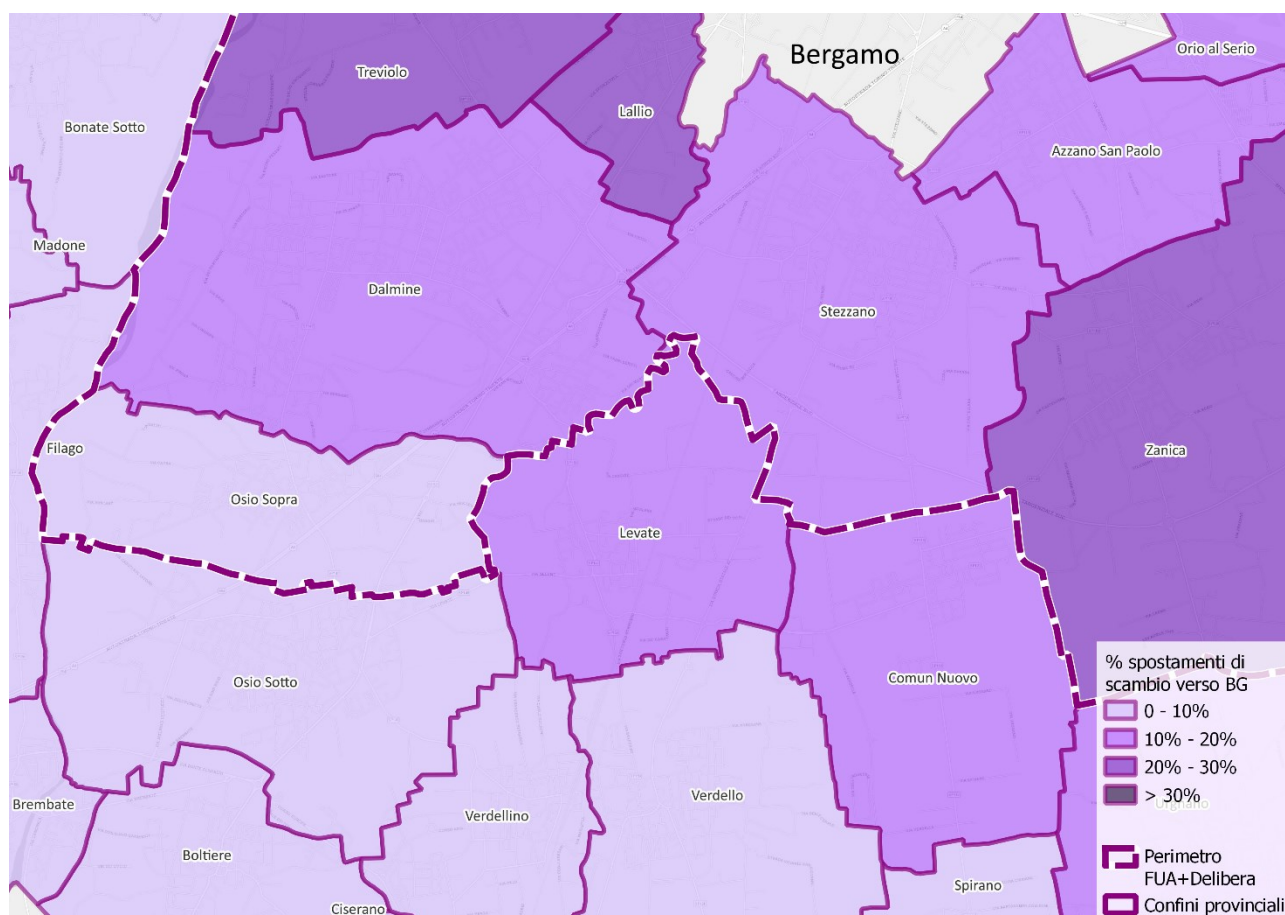 Bergamo
Orio al Serio
Treviolo
Lallio
Bonate Sotto
Azzano San Paolo
Madone
Dalmine
Stezzano
Filago
Zanica
Osio Sopra
Levate
Osio Sotto
Comun Nuovo
Brembate
Verdellino
Verdello
Boltiere
Spirano
Ciserano
% spostamenti di
scambio verso BG
0 - 10%
10% - 20%
20% - 30%
> 30%
Urgnano
Perimetro
FUA+Delibera
Confini provinciali